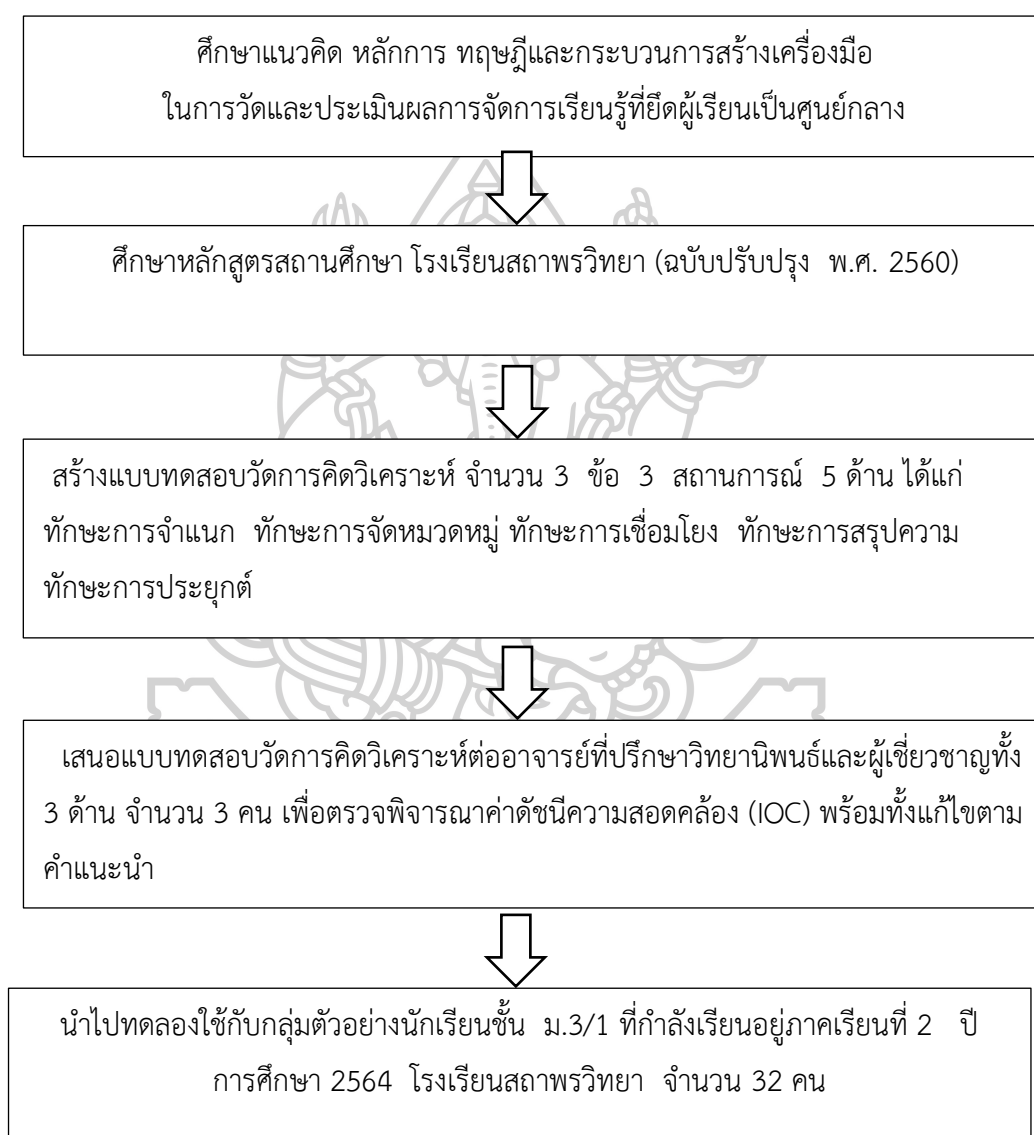 ศึกษาแนวคิด หลักการ ทฤษฎีและกระบวนการสร้างเครื่องมือ
ในการวัดและประเมินผลการจัดการเรียนรู้ที่ยึดผู้เรียนเป็นศูนย์กลาง
ศึกษาหลักสูตรสถานศึกษา โรงเรียนสถาพรวิทยา (ฉบับปรับปรุง พ.ศ. 2560)
สร้างแบบทดสอบวัดการคิดวิเคราะห์ จำนวน 3 ข้อ 3 สถานการณ์ 5 ด้าน ได้แก่
ทักษะการจำแนก ทักษะการจัดหมวดหมู่ ทักษะการเชื่อมโยง ทักษะการสรุปความ
ทักษะการประยุกต์
เสนอแบบทดสอบวัดการคิดวิเคราะห์ต่ออาจารย์ที่ปรึกษาวิทยานิพนธ์และผู้เชี่ยวชาญทั้ง
3 ด้าน จำนวน 3 คน เพื่อตรวจพิจารณาค่าดัชนีความสอดคล้อง (IOC) พร้อมทั้งแก้ไขตาม
คำแนะนำ
นำไปทดลองใช้กับกลุ่มตัวอย่างนักเรียนชั้น ม.3/1 ที่กำลังเรียนอยู่ภาคเรียนที่ 2 ปี
การศึกษา 2564 โรงเรียนสถาพรวิทยา จำนวน 32 คน